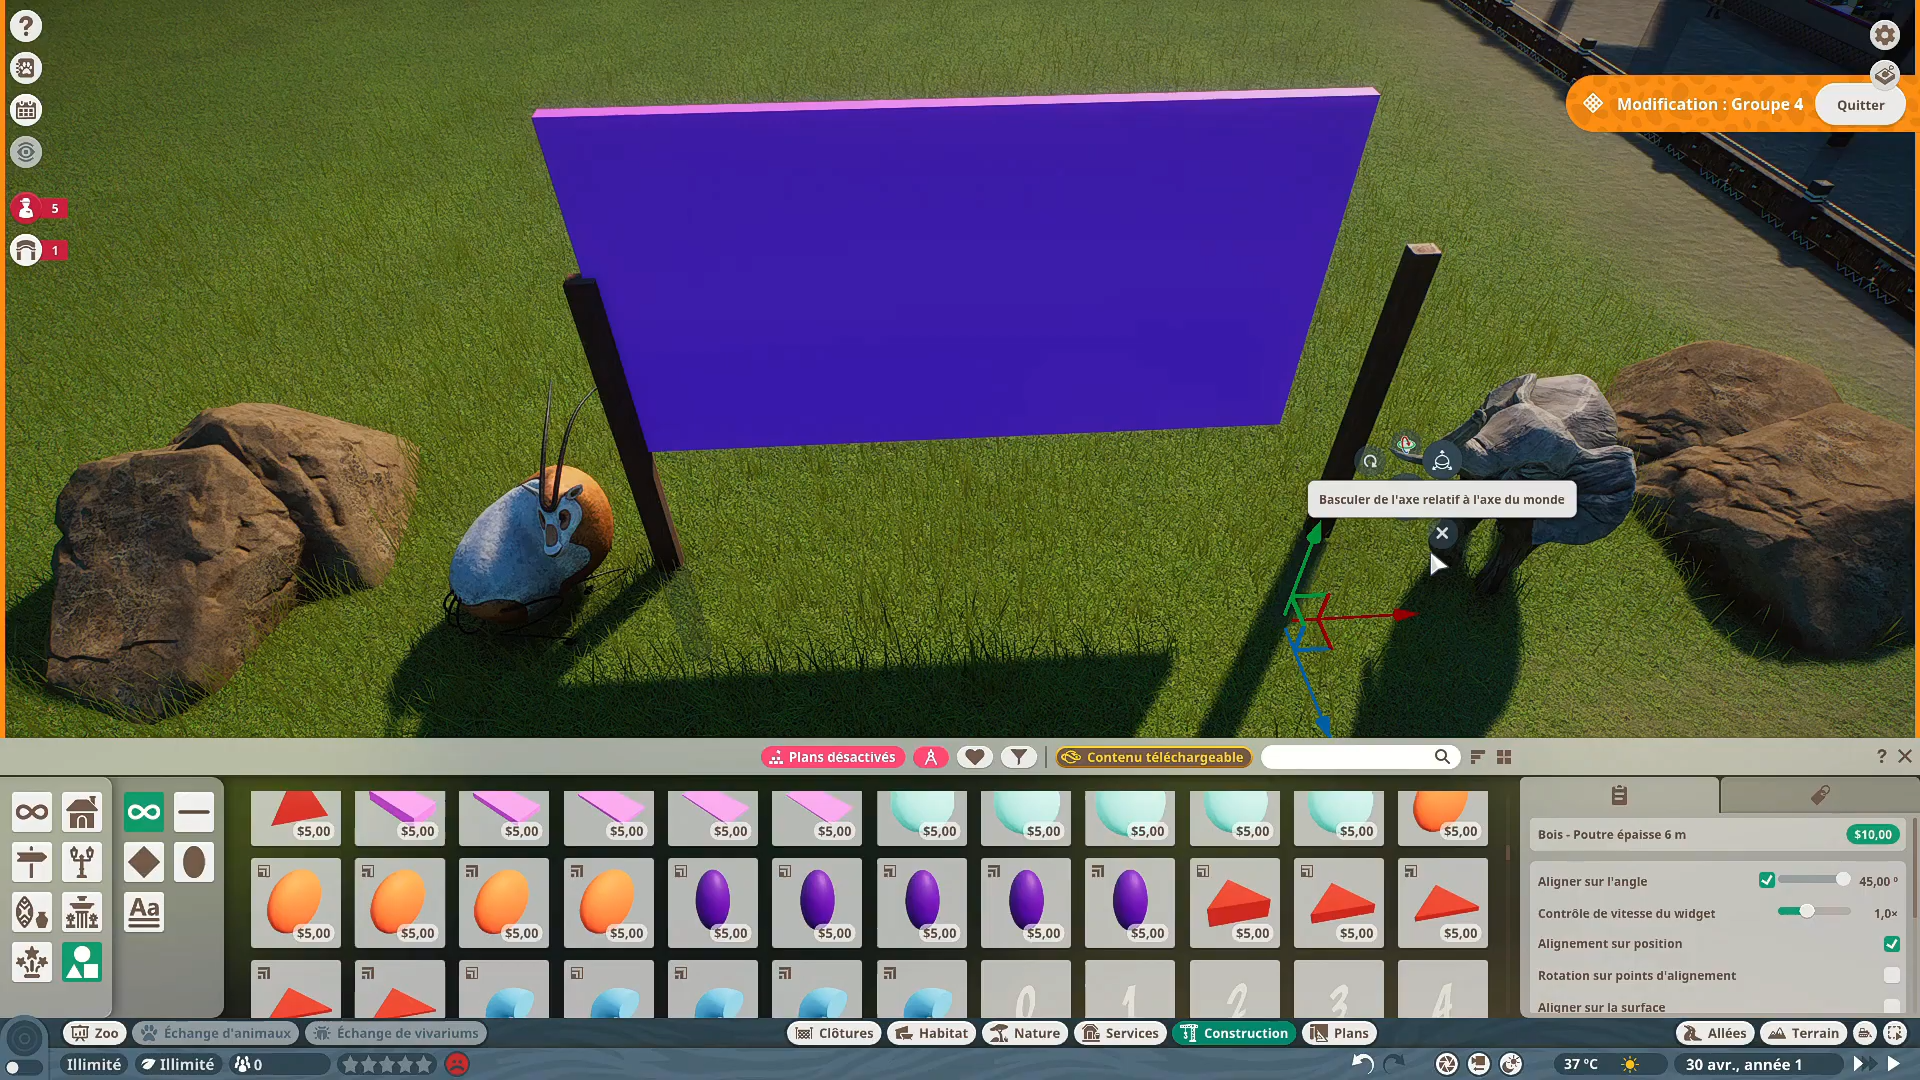 Modification : Groupe 4
Quitter
5
1
Basculer de l'axe relatif à l'axe du monde
Plans désactivés
Contenu téléchargeable
$5,00 $5,00 $5,00 $5,00 $5,00 $5,00 $5,00 $5,00 $5,00 $5,00 $5,00 $5,00
$5,00 $5,00 $5,00 $5,00 $5,00 $5,00 $5,00 $5,00 $5,00 $5,00 $5,00 $5,00
Aa
0 1 2 3 4
Bois - Poutre épaisse 6 m
$10,00
Aligner sur l'angle
45,00 °
Contrôle de vitesse du widget
1,0×
Alignement sur position
Rotation sur points d'alignement
Aligner sur la surface
Zoo
Échange d'animaux
Échange de vivariums
Clôtures
Habitat
Nature
Services
Construction
Plans
Allées
Terrain
Illimité
Illimité
0
37 °C
30 avr., année 1